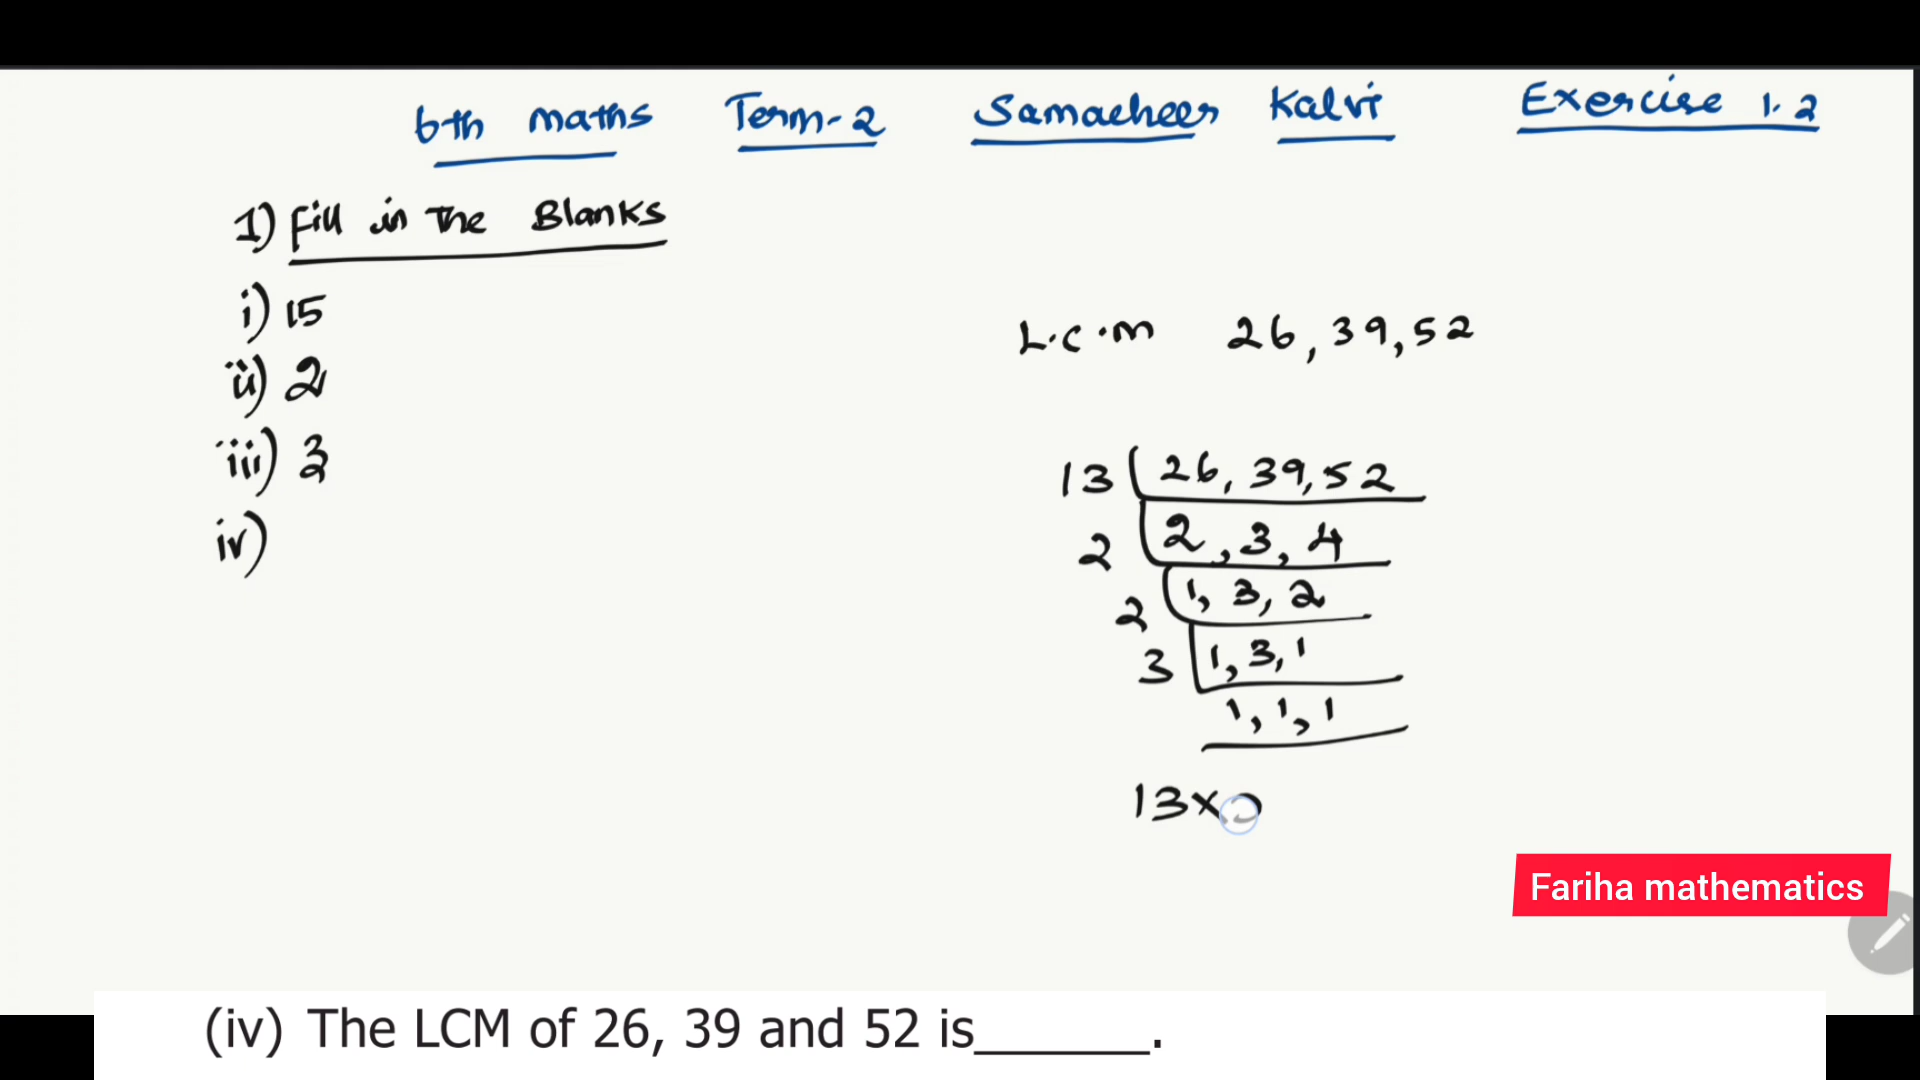 6th maths Term-2 Samacheer Kalvi Exercise 1.2
1) Fill in the Blanks
i) 15
ii) 2
iii) 3
iv)
L.C.M 26, 39, 52
13 26, 39, 52
2 2, 3, 4
2 1, 3, 2
3 1, 3, 1
1, 1, 1
13×2
Fariha mathematics
(iv) The LCM of 26, 39 and 52 is_______.